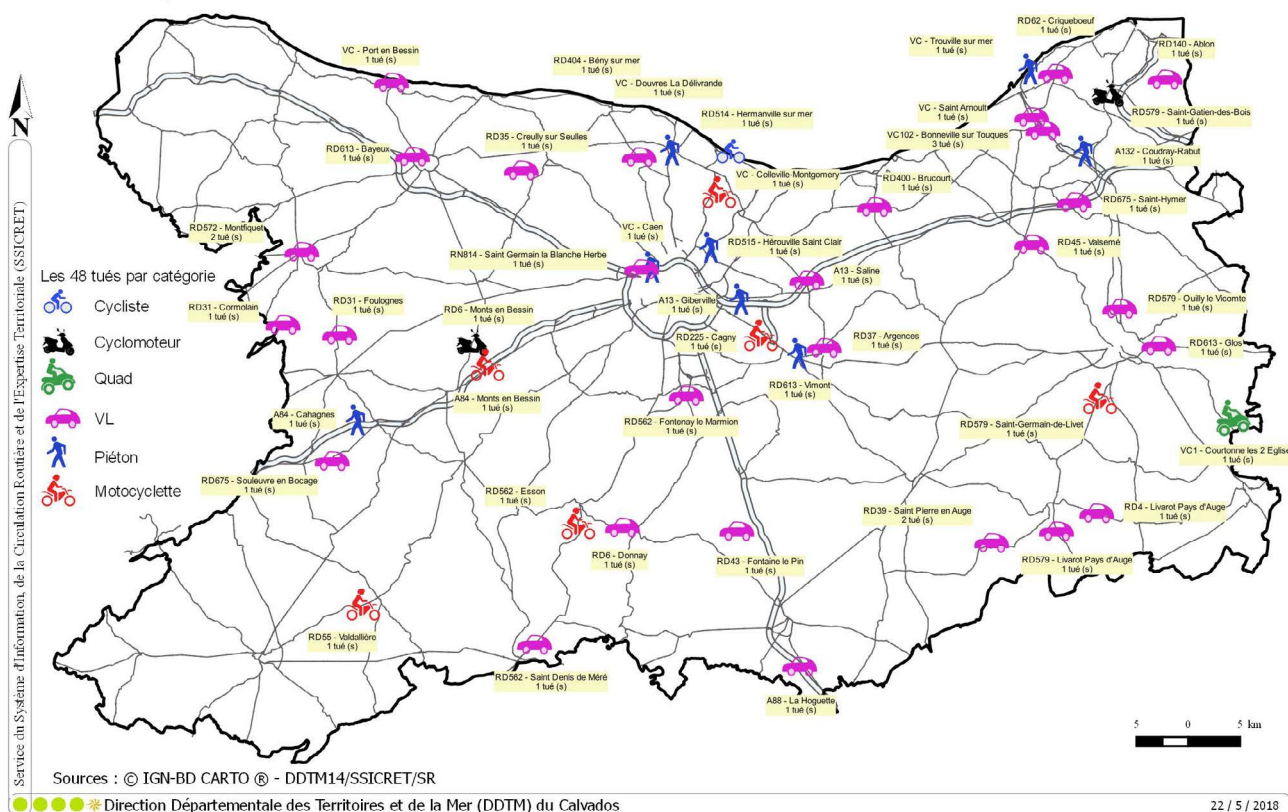 RD62 - Criqueboeuf
1 tué (s)
VC - Trouville sur mer
1 tué (s)
RD140 - Ablon
1 tué (s)
VC - Port en Bessin
1 tué (s)
RD404 - Bény sur mer
1 tué (s)
VC - Douvres La Délivrande
1 tué (s)
RD514 - Hermanville sur mer
1 tué (s)
VC - Saint Arnoult
1 tué (s)
RD579 - Saint-Gatien-des-Bois
1 tué (s)
RD35 - Creully sur Seulles
1 tué (s)
VC102 - Bonneville sur Touques
3 tué (s)
RD613 - Bayeux
1 tué (s)
A132 - Coudray-Rabut
1 tué (s)
VC - Colleville-Montgomery
1 tué (s)
RD400 - Brucourt
1 tué (s)
RD675 - Saint-Hymer
1 tué (s)
RD572 - Montfiquet
2 tué (s)
VC - Caen
1 tué (s)
RD515 - Hérouville Saint Clair
1 tué (s)
RD45 - Valsemé
1 tué (s)
RN814 - Saint Germain la Blanche Herbe
1 tué (s)
A13 - Saline
1 tué (s)
Les 48 tués par catégorie
Cycliste
Cyclomoteur
Quad
VL
Piéton
Motocyclette
RD31 - Cormolain
1 tué (s)
RD31 - Foulognes
1 tué (s)
RD6 - Monts en Bessin
1 tué (s)
A13 - Giberville
1 tué (s)
RD579 - Ouilly le Vicomte
1 tué (s)
RD225 - Cagny
1 tué (s)
RD37 - Argences
1 tué (s)
RD613 - Glos
1 tué (s)
RD613 - Vimont
1 tué (s)
A84 - Monts en Bessin
1 tué (s)
A84 - Cahagnes
1 tué (s)
RD562 - Fontenay le Marmion
1 tué (s)
RD579 - Saint-Germain-de-Livet
1 tué (s)
VC1 - Courtonne les 2 Eglise
1 tué (s)
RD675 - Souleuvre en Bocage
1 tué (s)
RD562 - Esson
1 tué (s)
RD39 - Saint Pierre en Auge
2 tué (s)
RD4 - Livarot Pays d'Auge
1 tué (s)
RD6 - Donnay
1 tué (s)
RD43 - Fontaine le Pin
1 tué (s)
RD579 - Livarot Pays d'Auge
1 tué (s)
RD55 - Valdallière
1 tué (s)
RD562 - Saint Denis de Méré
1 tué (s)
A88 - La Hoguette
1 tué (s)
N
Service du Système d'Information, de la Circulation Routière et de l'Expertise Territoriale (SSICRET)
5 0 5 km
Sources : © IGN-BD CARTO ® - DDTM14/SSICRET/SR
Direction Départementale des Territoires et de la Mer (DDTM) du Calvados
22 / 5 / 2018